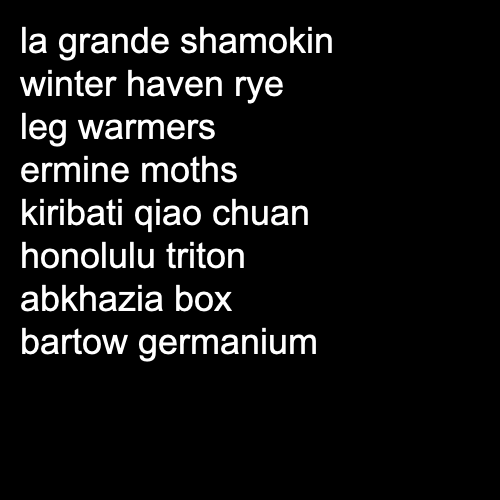 la grande shamokin
winter haven rye
leg warmers
ermine moths
kiribati qiao chuan
honolulu triton
abkhazia box
bartow germanium